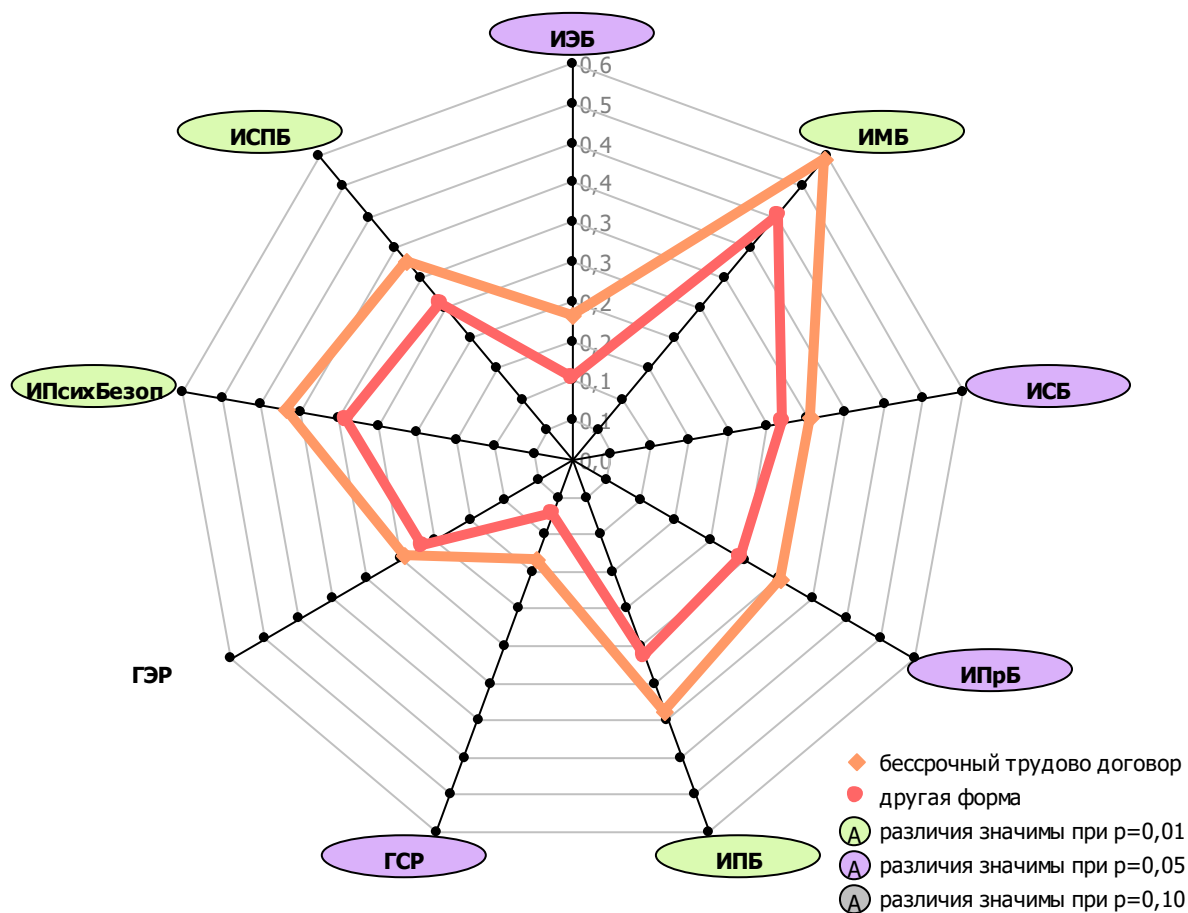 ИЭБ
0,6
0,5
0,4
0,4
0,3
0,3
0,2
0,2
0,1
0,1
0,0
ИСПБ
ИМБ
ИПсихБезоп
ИСБ
ГЭР
ИПрБ
ГСР
ИПБ
бессрочный трудово договор
другая форма
А различия значимы при p=0,01
А различия значимы при p=0,05
А различия значимы при p=0,10